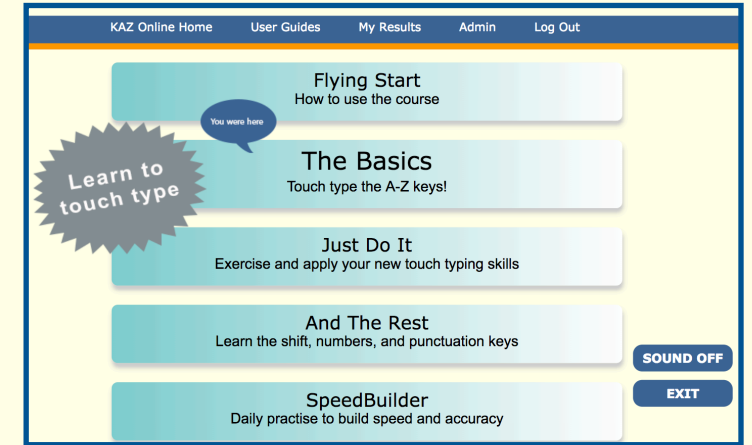 KAZ Online Home User Guides My Results Admin Log Out
Flying Start
How to use the course
You were here
The Basics
Touch type the A-Z keys!
Learn to
touch type
Just Do It
Exercise and apply your new touch typing skills
And The Rest
Learn the shift, numbers, and punctuation keys
SOUND OFF
EXIT
SpeedBuilder
Daily practise to build speed and accuracy